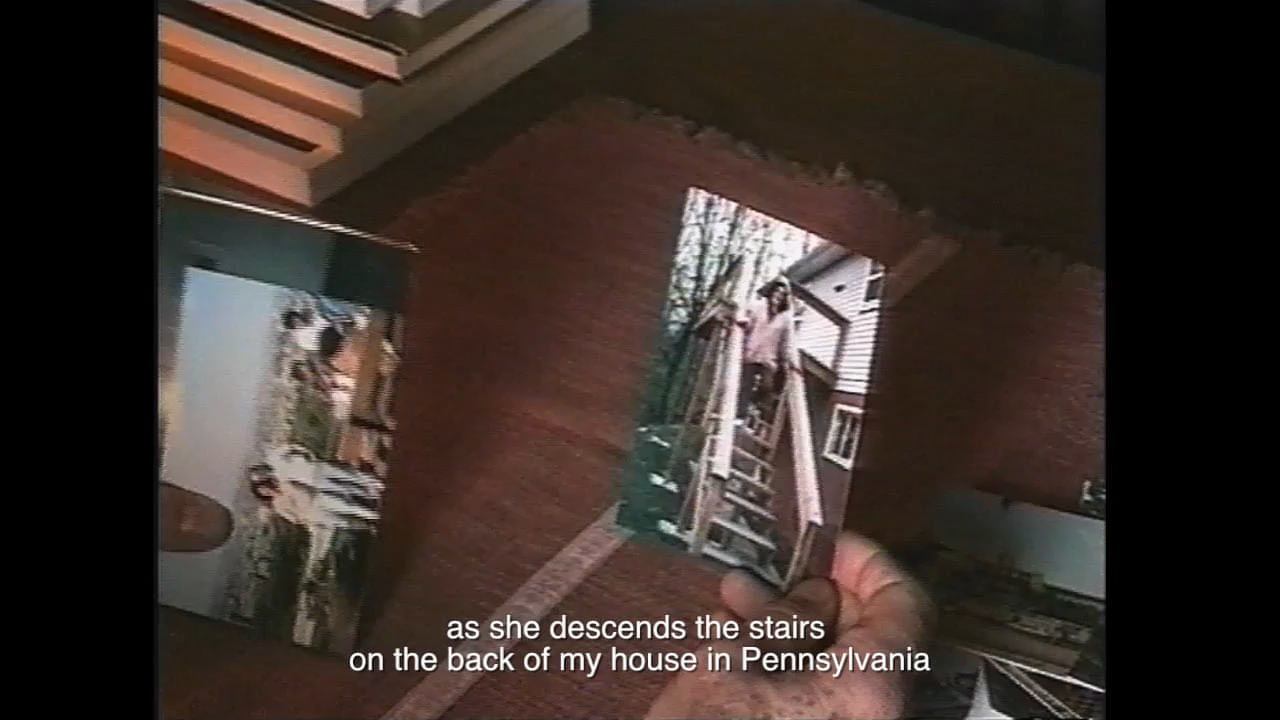 as she descends the stairs
on the back of my house in Pennsylvania